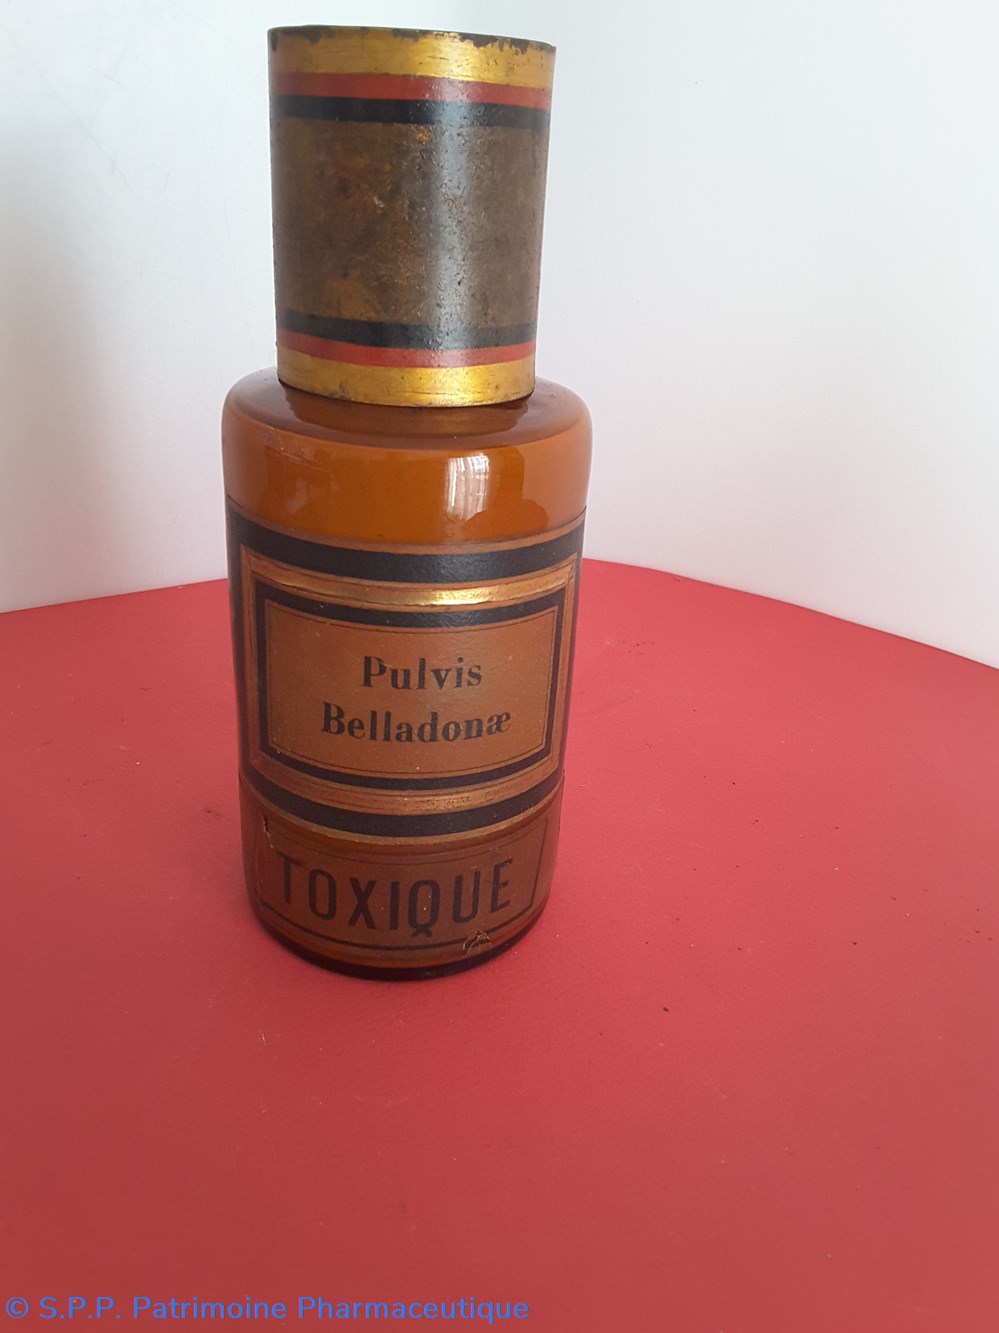 Pulvis
Belladonæ
TOXIQUE
© S.P.P. Patrimoine Pharmaceutique